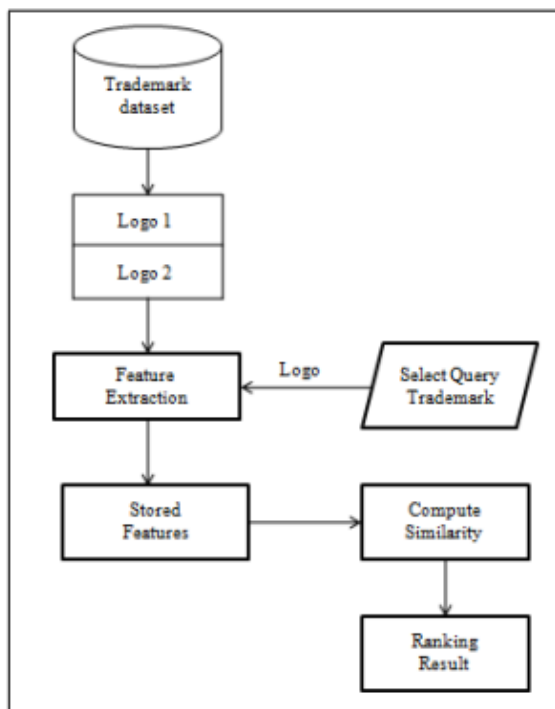 Trademark
dataset
Logo 1
Logo 2
Feature
Extraction
Logo
Select Query
Trademark
Stored
Features
Compute
Similarity
Ranking
Result